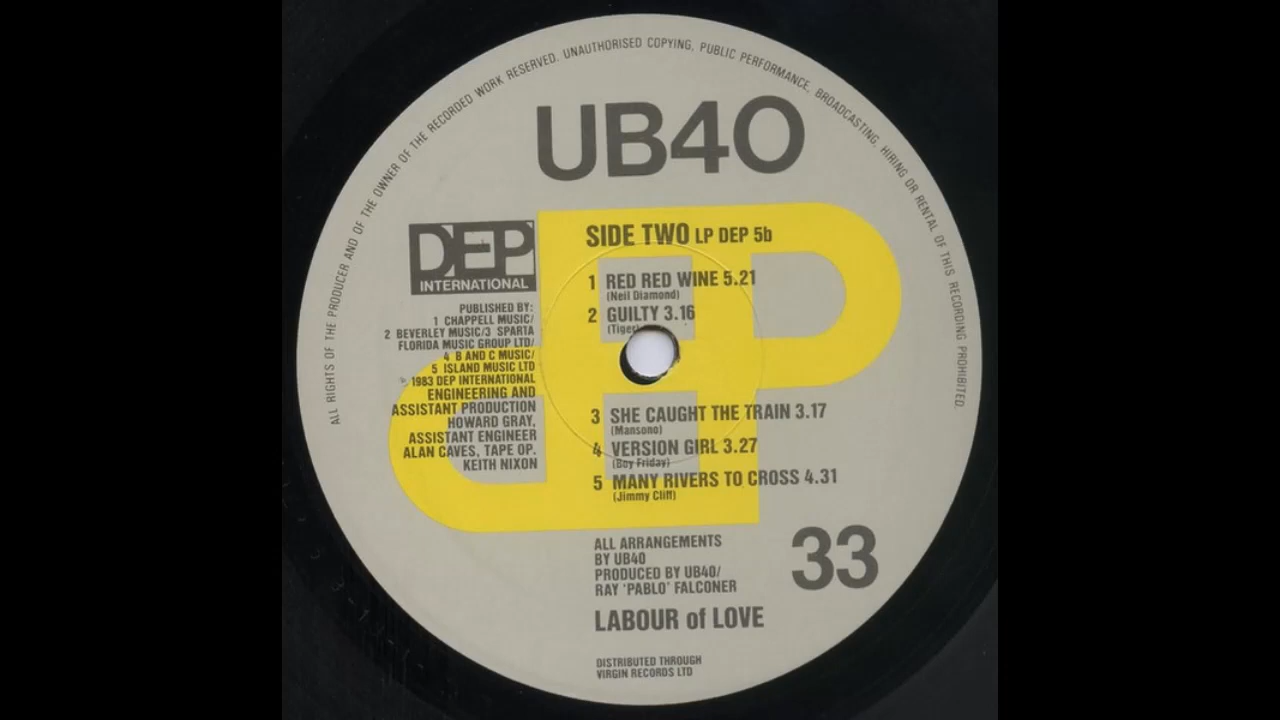 ALL RIGHTS OF THE PRODUCER AND OF THE OWNER OF THE RECORDED WORK RESERVED. UNAUTHORISED COPYING, PUBLIC PERFORMANCE, BROADCASTING, HIRING OR RENTAL OF THIS RECORDING PROHIBITED.
UB40
DEP
INTERNATIONAL
PUBLISHED BY:
1 CHAPPELL MUSIC/
2 BEVERLEY MUSIC/3 SPARTA
FLORIDA MUSIC GROUP LTD/
4 B AND C MUSIC/
5 ISLAND MUSIC LTD
1983 DEP INTERNATIONAL
ENGINEERING AND
ASSISTANT PRODUCTION
HOWARD GRAY,
ASSISTANT ENGINEER
ALAN CAVES, TAPE OP.
KEITH NIXON
SIDE TWO LP DEP 5b
1 RED RED WINE 5.21
(Neil Diamond)
2 GUILTY 3.16
(Tiger)
3 SHE CAUGHT THE TRAIN 3.17
(Mansono)
4 VERSION GIRL 3.27
(Boy Friday)
5 MANY RIVERS TO CROSS 4.31
(Jimmy Cliff)
ALL ARRANGEMENTS
BY UB40
PRODUCED BY UB40/
RAY 'PABLO' FALCONER
33
LABOUR of LOVE
DISTRIBUTED THROUGH
VIRGIN RECORDS LTD